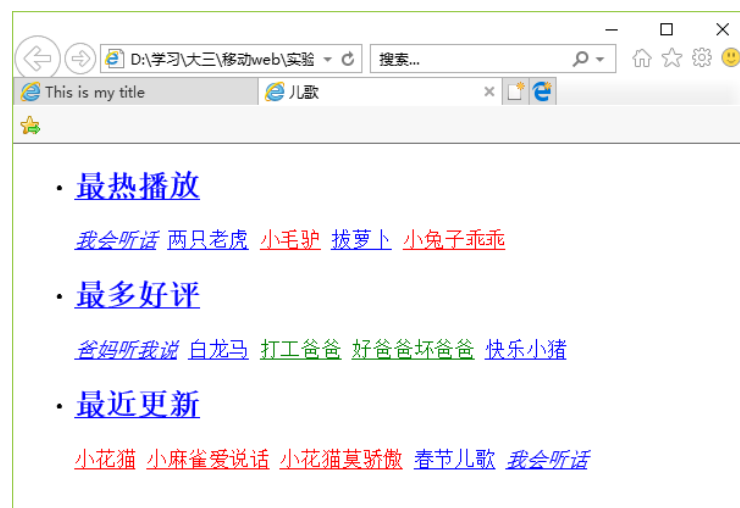 D:\学习\大三\移动web\实验
搜索...
This is my title
儿歌
最热播放
我会听话 两只老虎 小毛驴 拔萝卜 小兔子乖乖
最多好评
爸妈听我说 白龙马 打工爸爸 好爸爸坏爸爸 快乐小猪
最近更新
小花猫 小麻雀爱说话 小花猫莫骄傲 春节儿歌 我会听话